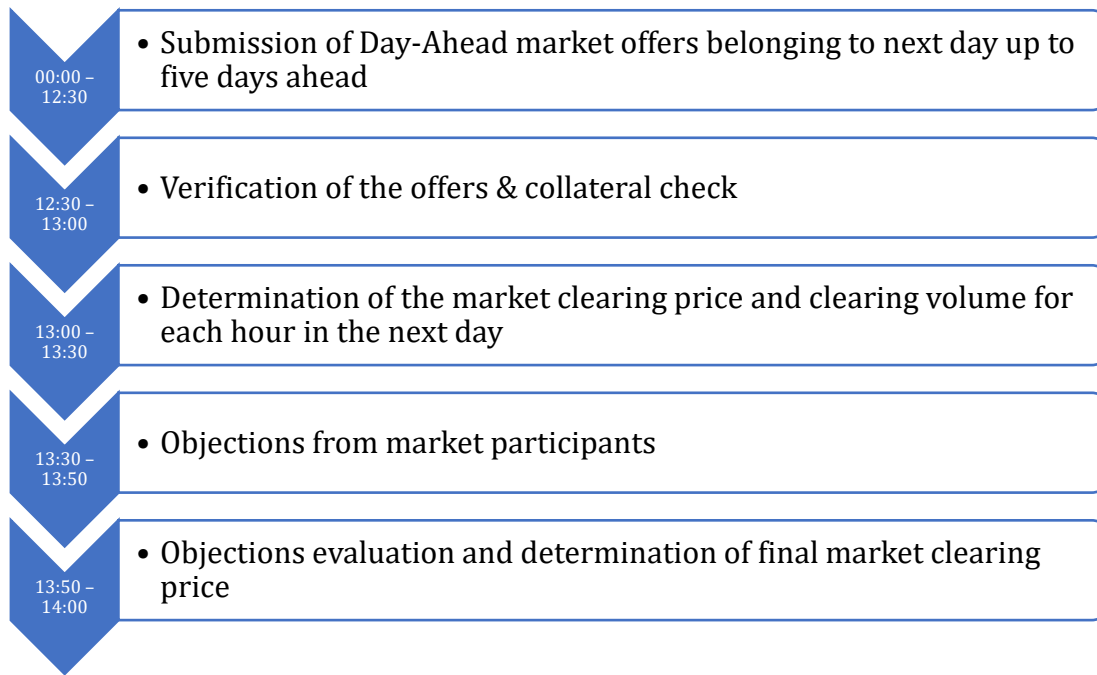 00:00 –
12:30
• Submission of Day-Ahead market offers belonging to next day up to
five days ahead
12:30 –
13:00
• Verification of the offers & collateral check
13:00 –
13:30
• Determination of the market clearing price and clearing volume for
each hour in the next day
13:30 –
13:50
• Objections from market participants
13:50 –
14:00
• Objections evaluation and determination of final market clearing
price